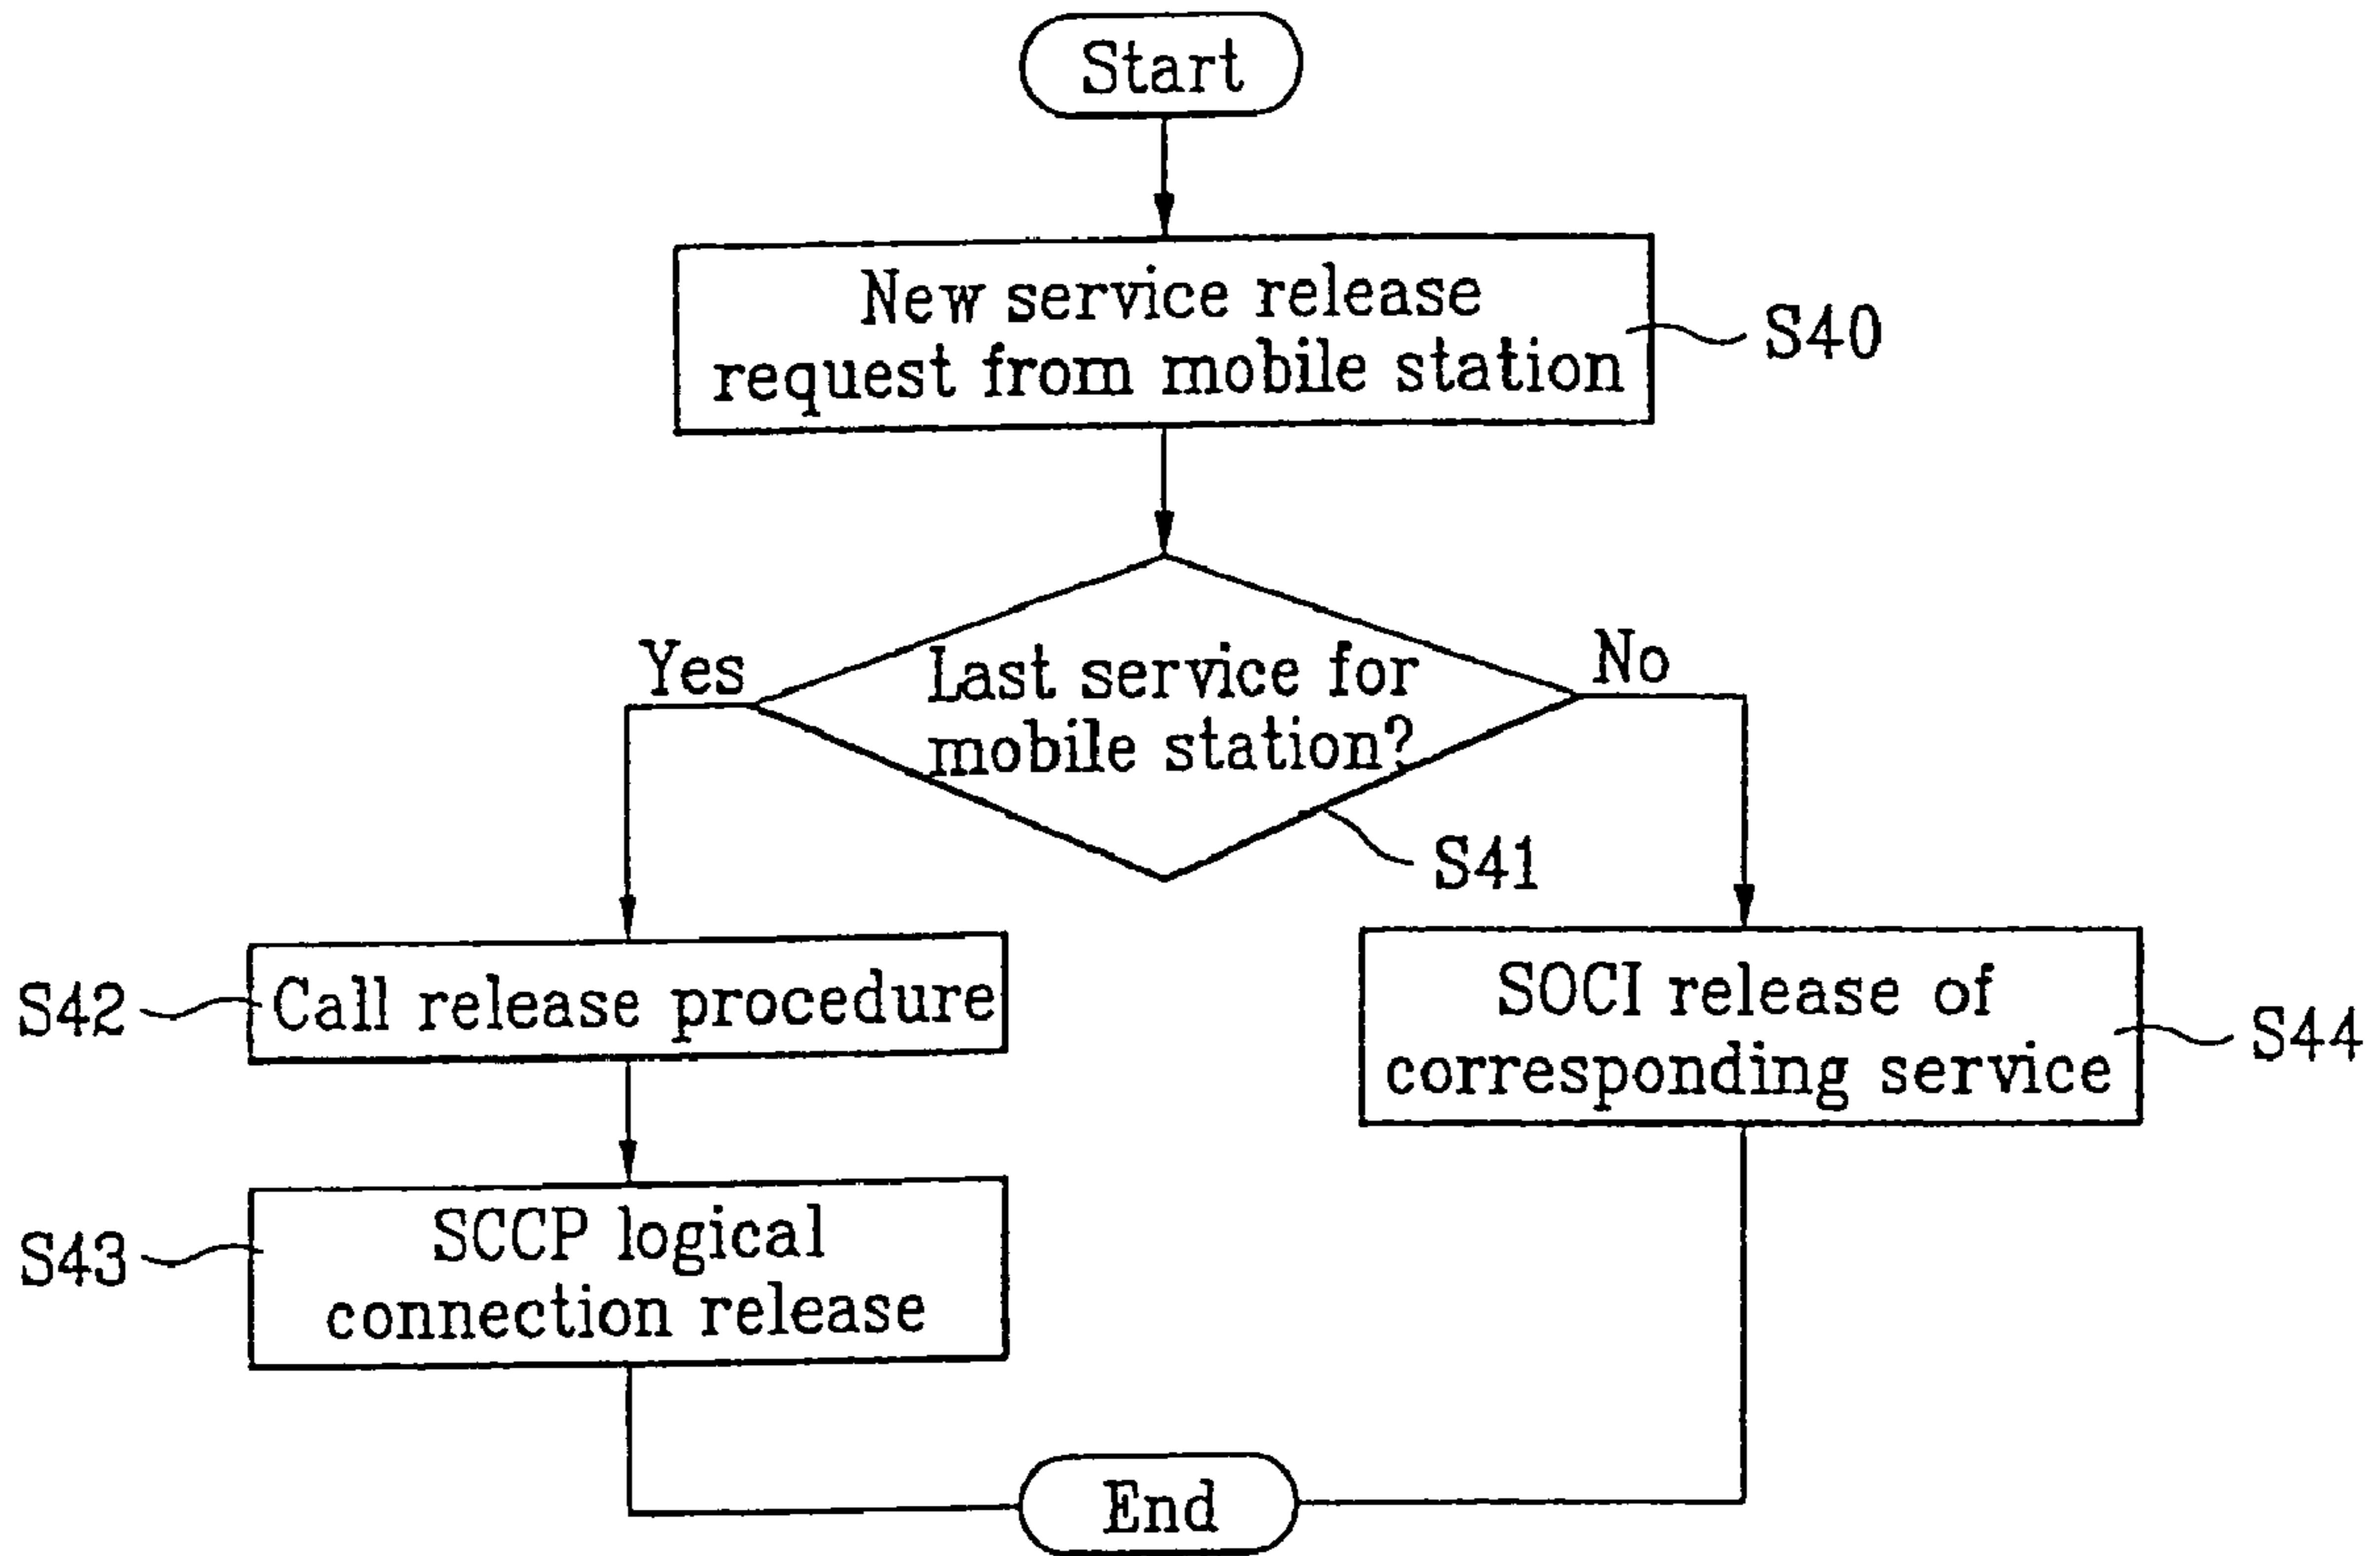 Start
New service release
request from mobile station
S40
Yes
Last service for
mobile station?
No
S41
S42
Call release procedure
SOCI release of
corresponding service
S44
S43
SCCP logical
connection release
End